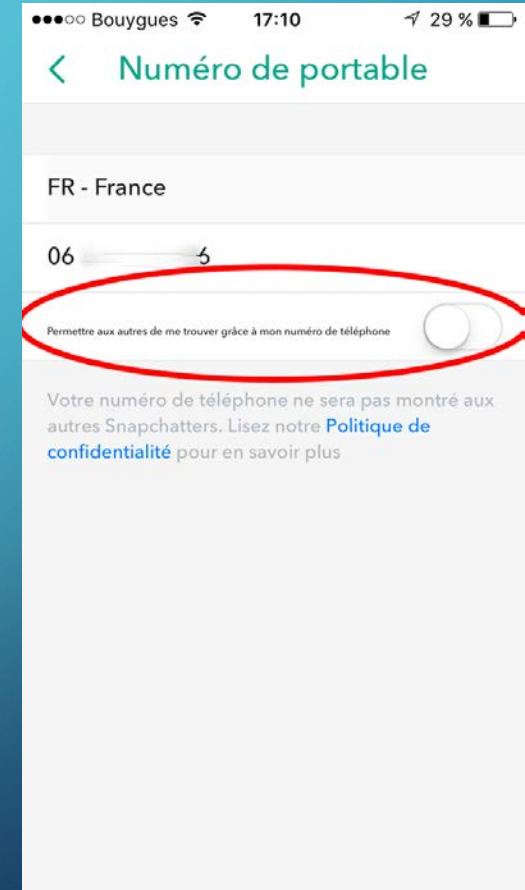 Bouygues 17:10 29 %
Numéro de portable
FR - France
06 6
Permettre aux autres de me trouver grâce à mon numéro de téléphone
Votre numéro de téléphone ne sera pas montré aux
autres Snapchatters. Lisez notre Politique de
confidentialité pour en savoir plus